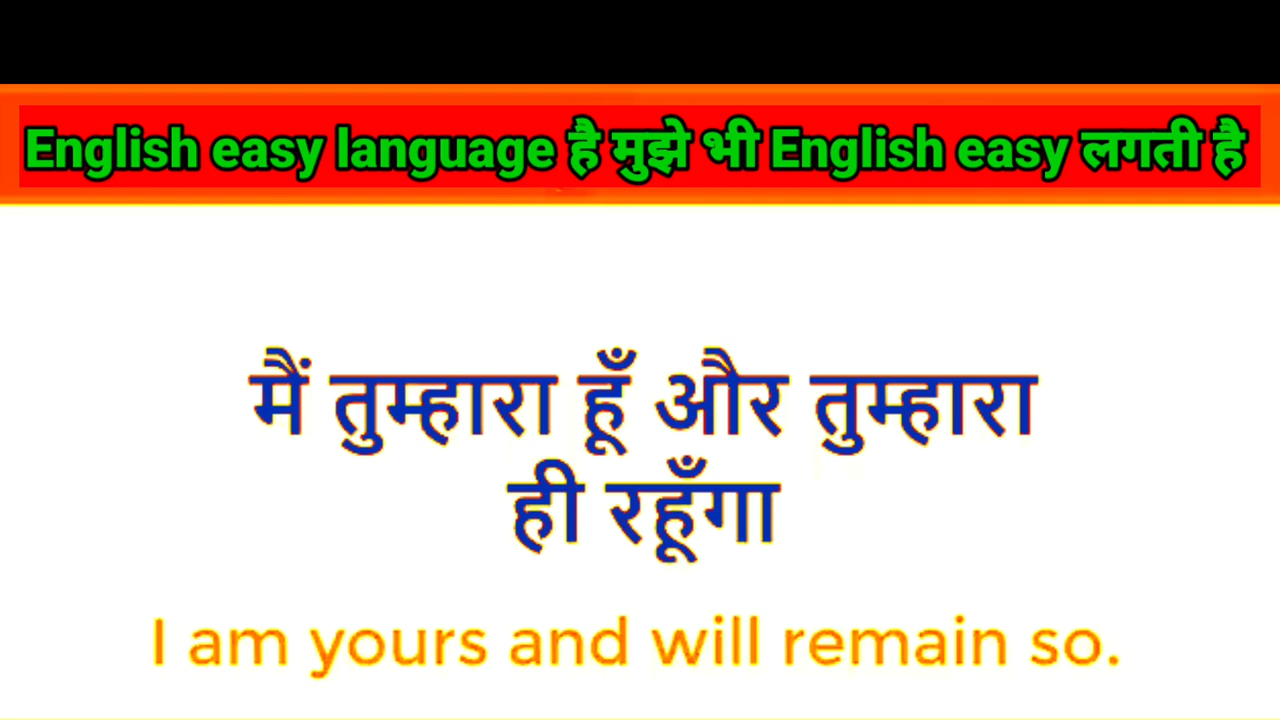 English easy language है मुझे भी English easy लगती है
मैं तुम्हारा हूँ और तुम्हारा
ही रहूँगा
I am yours and will remain so.